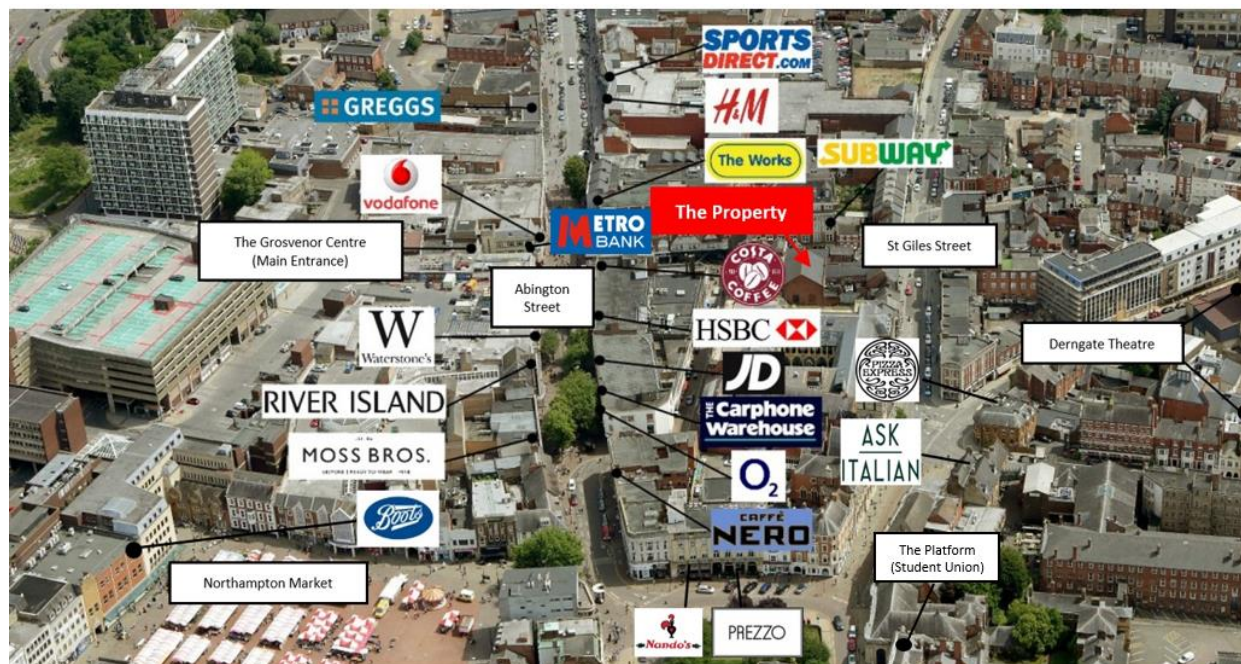 SPORTS
DIRECT.COM
GREGGS
H&M
The Works
SUBWAY
vodafone
METRO
BANK
The Property
The Grosvenor Centre
(Main Entrance)
St Giles Street
COSTA
COFFEE
Abington
Street
W
Waterstone's
HSBC
Derngate Theatre
JD
PIZZA
EXPRESS
RIVER ISLAND
THE
Carphone
Warehouse
MOSS BROS.
ASK
ITALIAN
O2
Boots
CAFFÈ
NERO
The Platform
(Student Union)
Northampton Market
Nando's
PREZZO